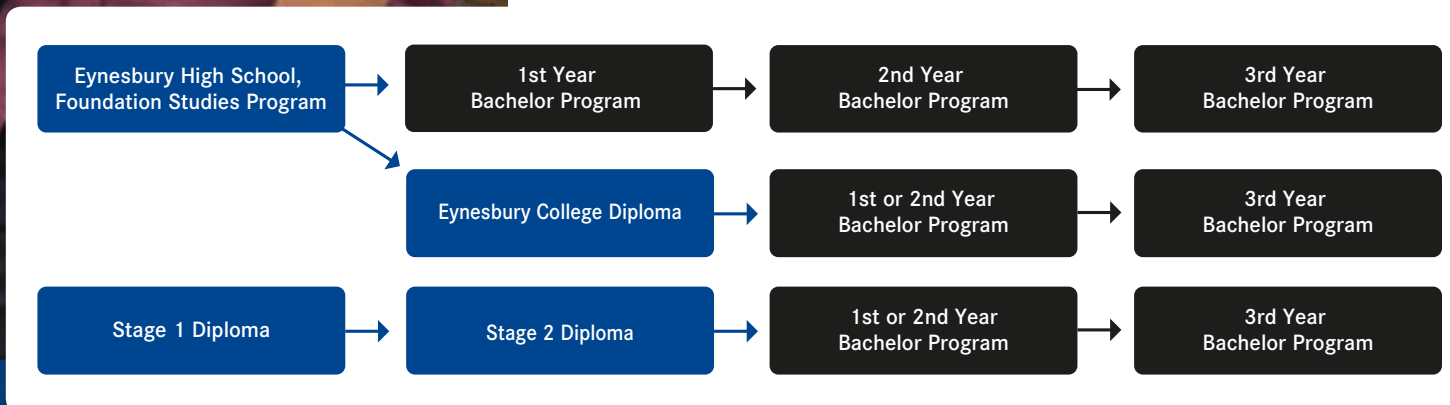 Eynesbury High School,
Foundation Studies Program
1st Year
Bachelor Program
2nd Year
Bachelor Program
3rd Year
Bachelor Program
Eynesbury College Diploma
1st or 2nd Year
Bachelor Program
3rd Year
Bachelor Program
Stage 1 Diploma
Stage 2 Diploma
1st or 2nd Year
Bachelor Program
3rd Year
Bachelor Program